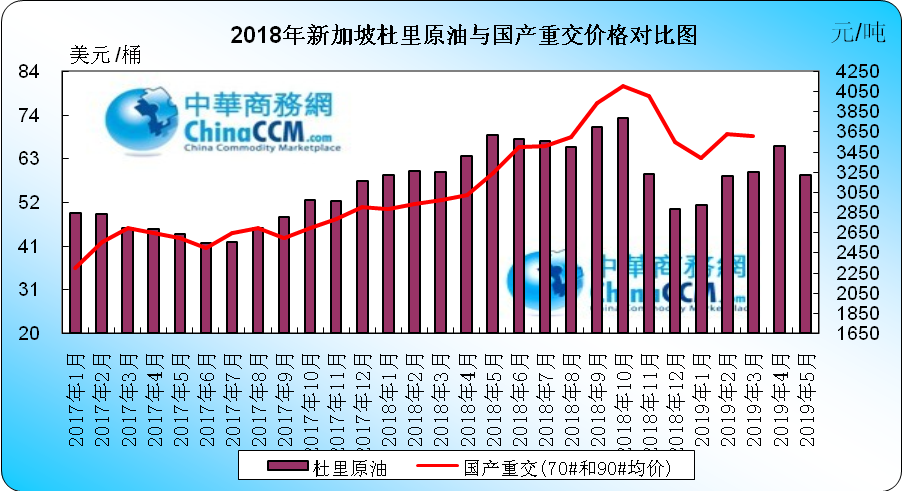 2018年新加坡杜里原油与国产重交价格对比图
美元/桶
元/吨
84
74
63
52
41
31
20
4250
4050
3850
3650
3450
3250
3050
2850
2650
2450
2250
2050
1850
1650
中華商務網
ChinaCCM.com
China Commodity Marketplace
中華商務網
ChinaCCM.com
2017年1月
2017年2月
2017年3月
2017年4月
2017年5月
2017年6月
2017年7月
2017年8月
2017年9月
2017年10月
2017年11月
2017年12月
2018年1月
2018年2月
2018年3月
2018年4月
2018年5月
2018年6月
2018年7月
2018年8月
2018年9月
2018年10月
2018年11月
2018年12月
2019年1月
2019年2月
2019年3月
2019年4月
2019年5月
杜里原油
国产重交(70#和90#均价)